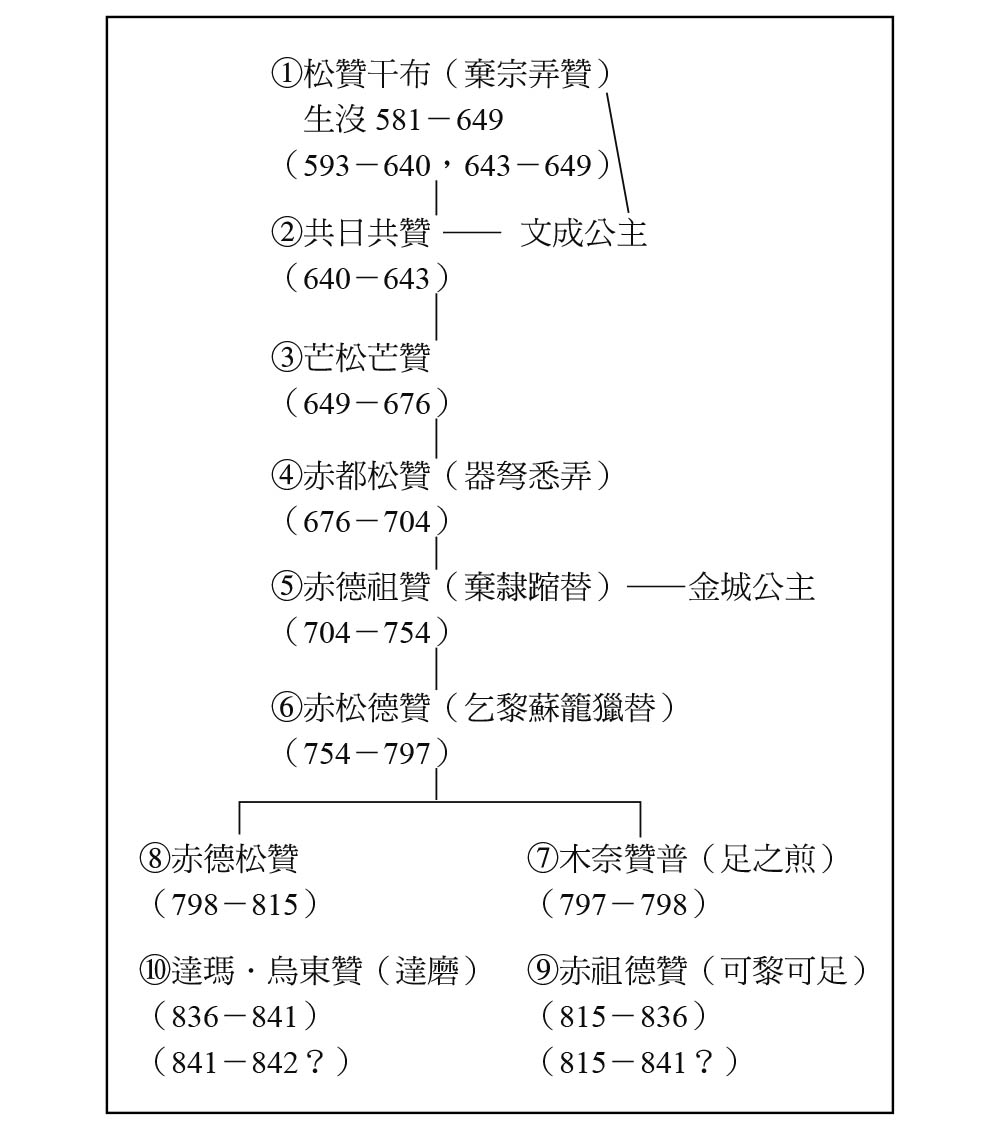 ①松贊干布（棄宗弄贊）
生沒 581－649
（593－640，643－649）
②共日共贊 —— 文成公主
（640－643）
③芒松芒贊
（649－676）
④赤都松贊（器弩悉弄）
（676－704）
⑤赤德祖贊（棄隸蹜替）——金城公主
（704－754）
⑥赤松德贊（乞黎蘇籠獵替）
（754－797）
⑧赤德松贊 ⑦木奈贊普（足之煎）
（798－815） （797－798）
⑩達瑪．烏東贊（達磨） ⑨赤祖德贊（可黎可足）
（836－841） （815－836）
（841－842？） （815－841？）